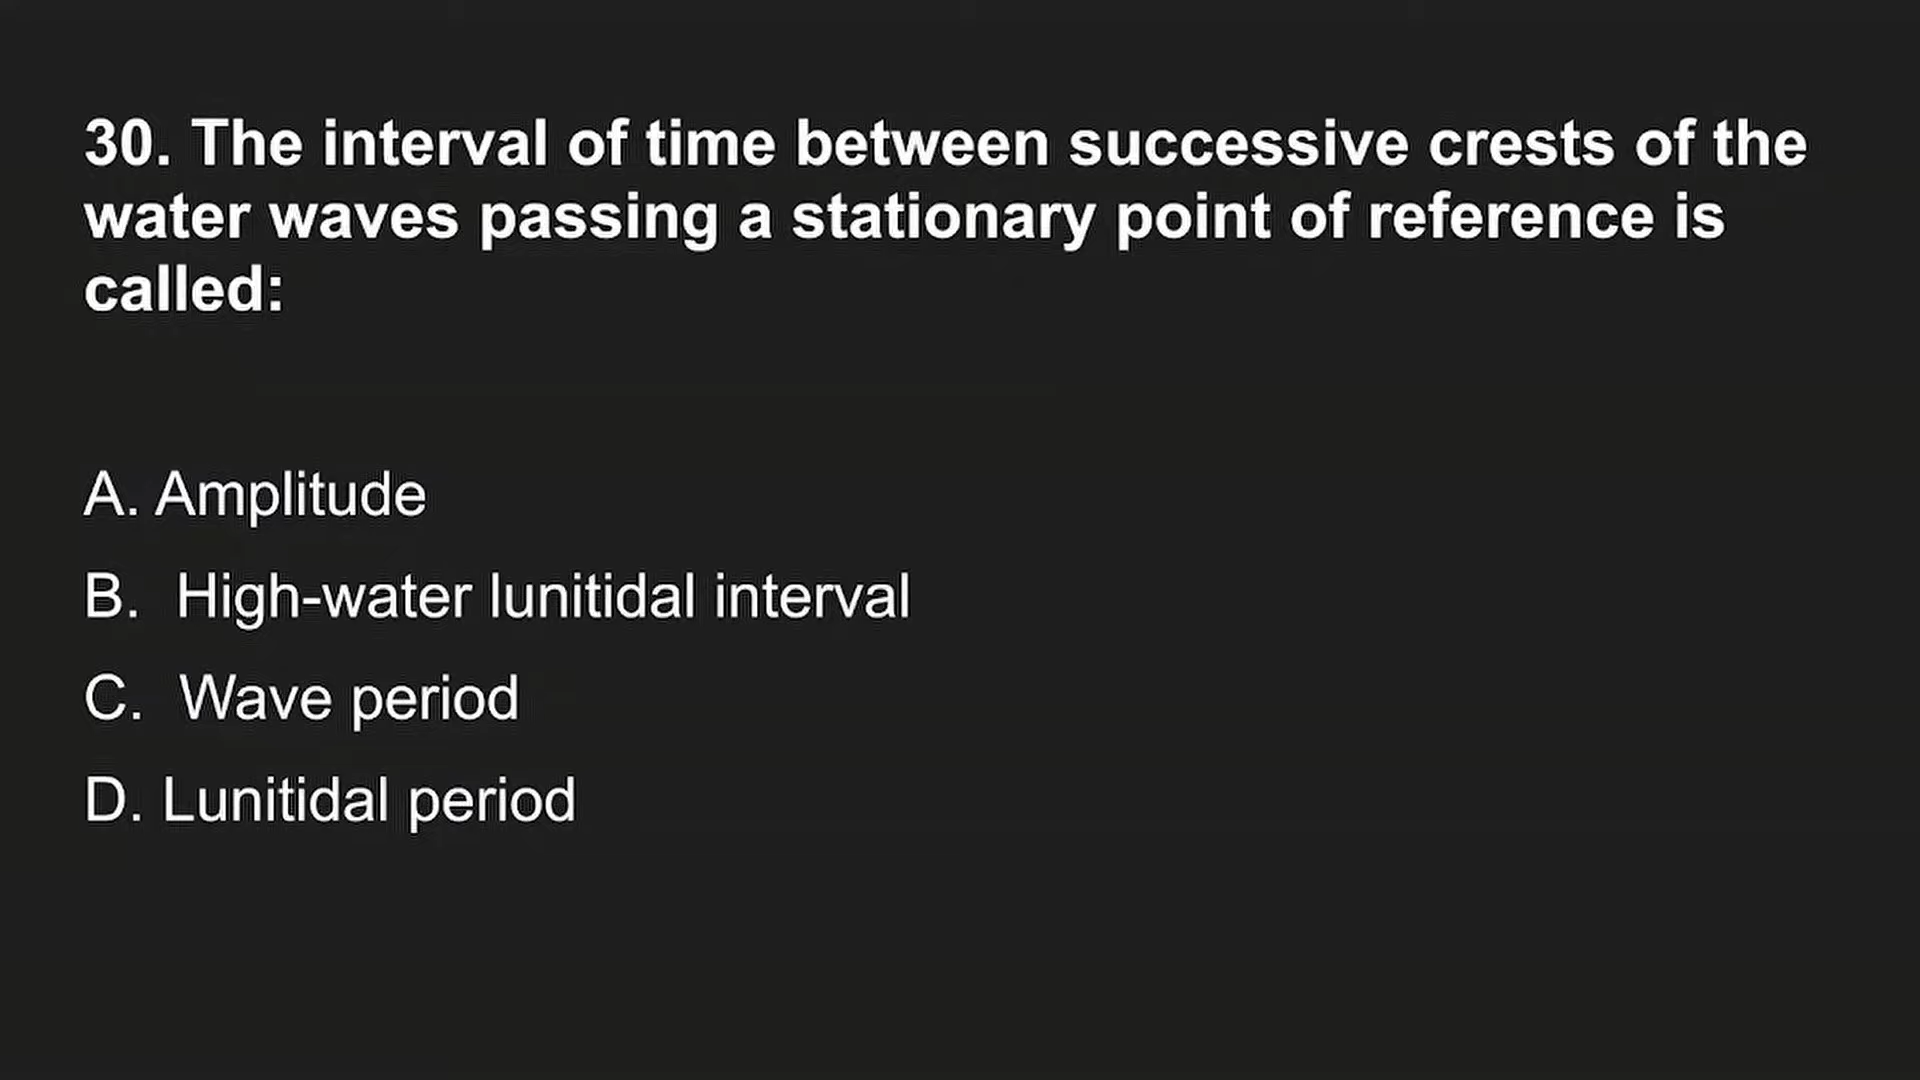 30. The interval of time between successive crests of the
water waves passing a stationary point of reference is
called:
A. Amplitude
B. High-water lunitidal interval
C. Wave period
D. Lunitidal period